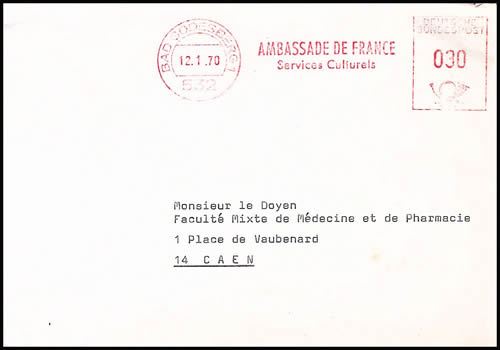 BAD GODESBERG 1
12.1.70
532
AMBASSADE DE FRANCE
Services Culturels
DEUTSCHE
BUNDESPOST
030
Monsieur le Doyen
Faculté Mixte de Médecine et de Pharmacie
1 Place de Vaubenard
14 CAEN